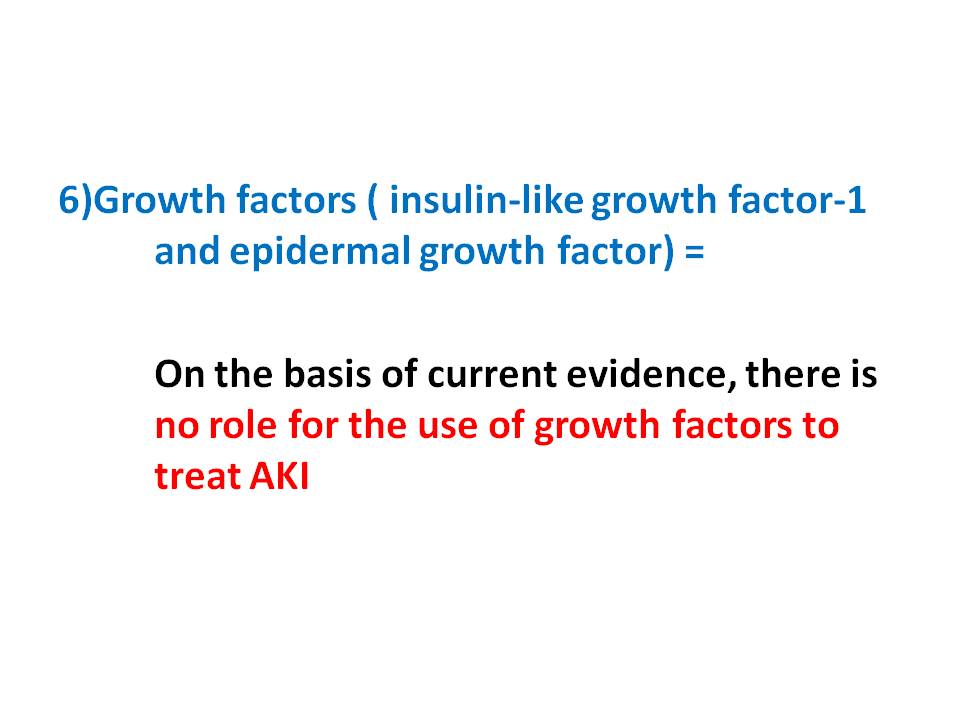 6)Growth factors ( insulin-like growth factor-1
and epidermal growth factor) =
On the basis of current evidence, there is
no role for the use of growth factors to
treat AKI